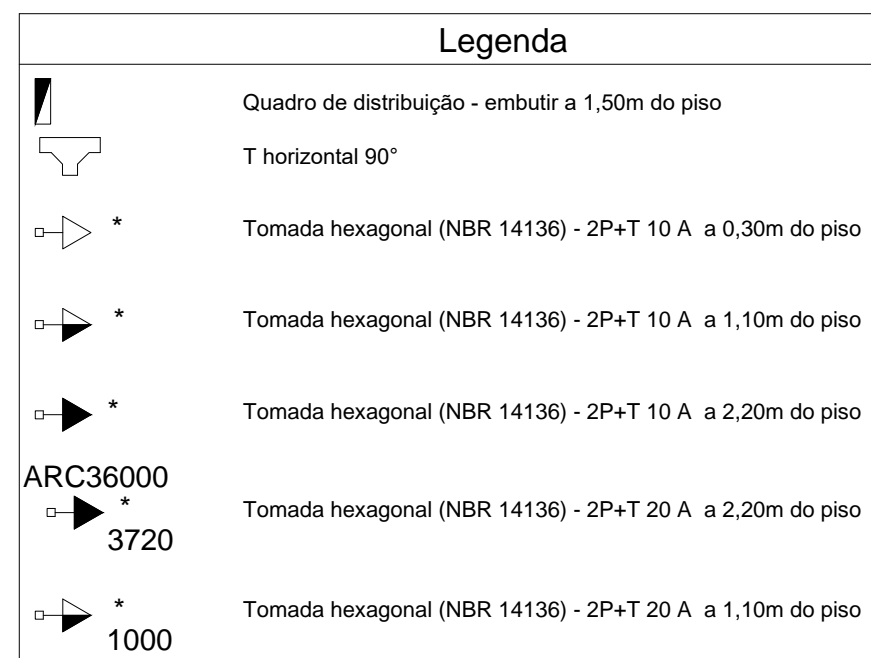 Legenda
Quadro de distribuição - embutir a 1,50m do piso
T horizontal 90°
* Tomada hexagonal (NBR 14136) - 2P+T 10 A a 0,30m do piso
* Tomada hexagonal (NBR 14136) - 2P+T 10 A a 1,10m do piso
* Tomada hexagonal (NBR 14136) - 2P+T 10 A a 2,20m do piso
ARC36000
* Tomada hexagonal (NBR 14136) - 2P+T 20 A a 2,20m do piso
3720
* Tomada hexagonal (NBR 14136) - 2P+T 20 A a 1,10m do piso
1000